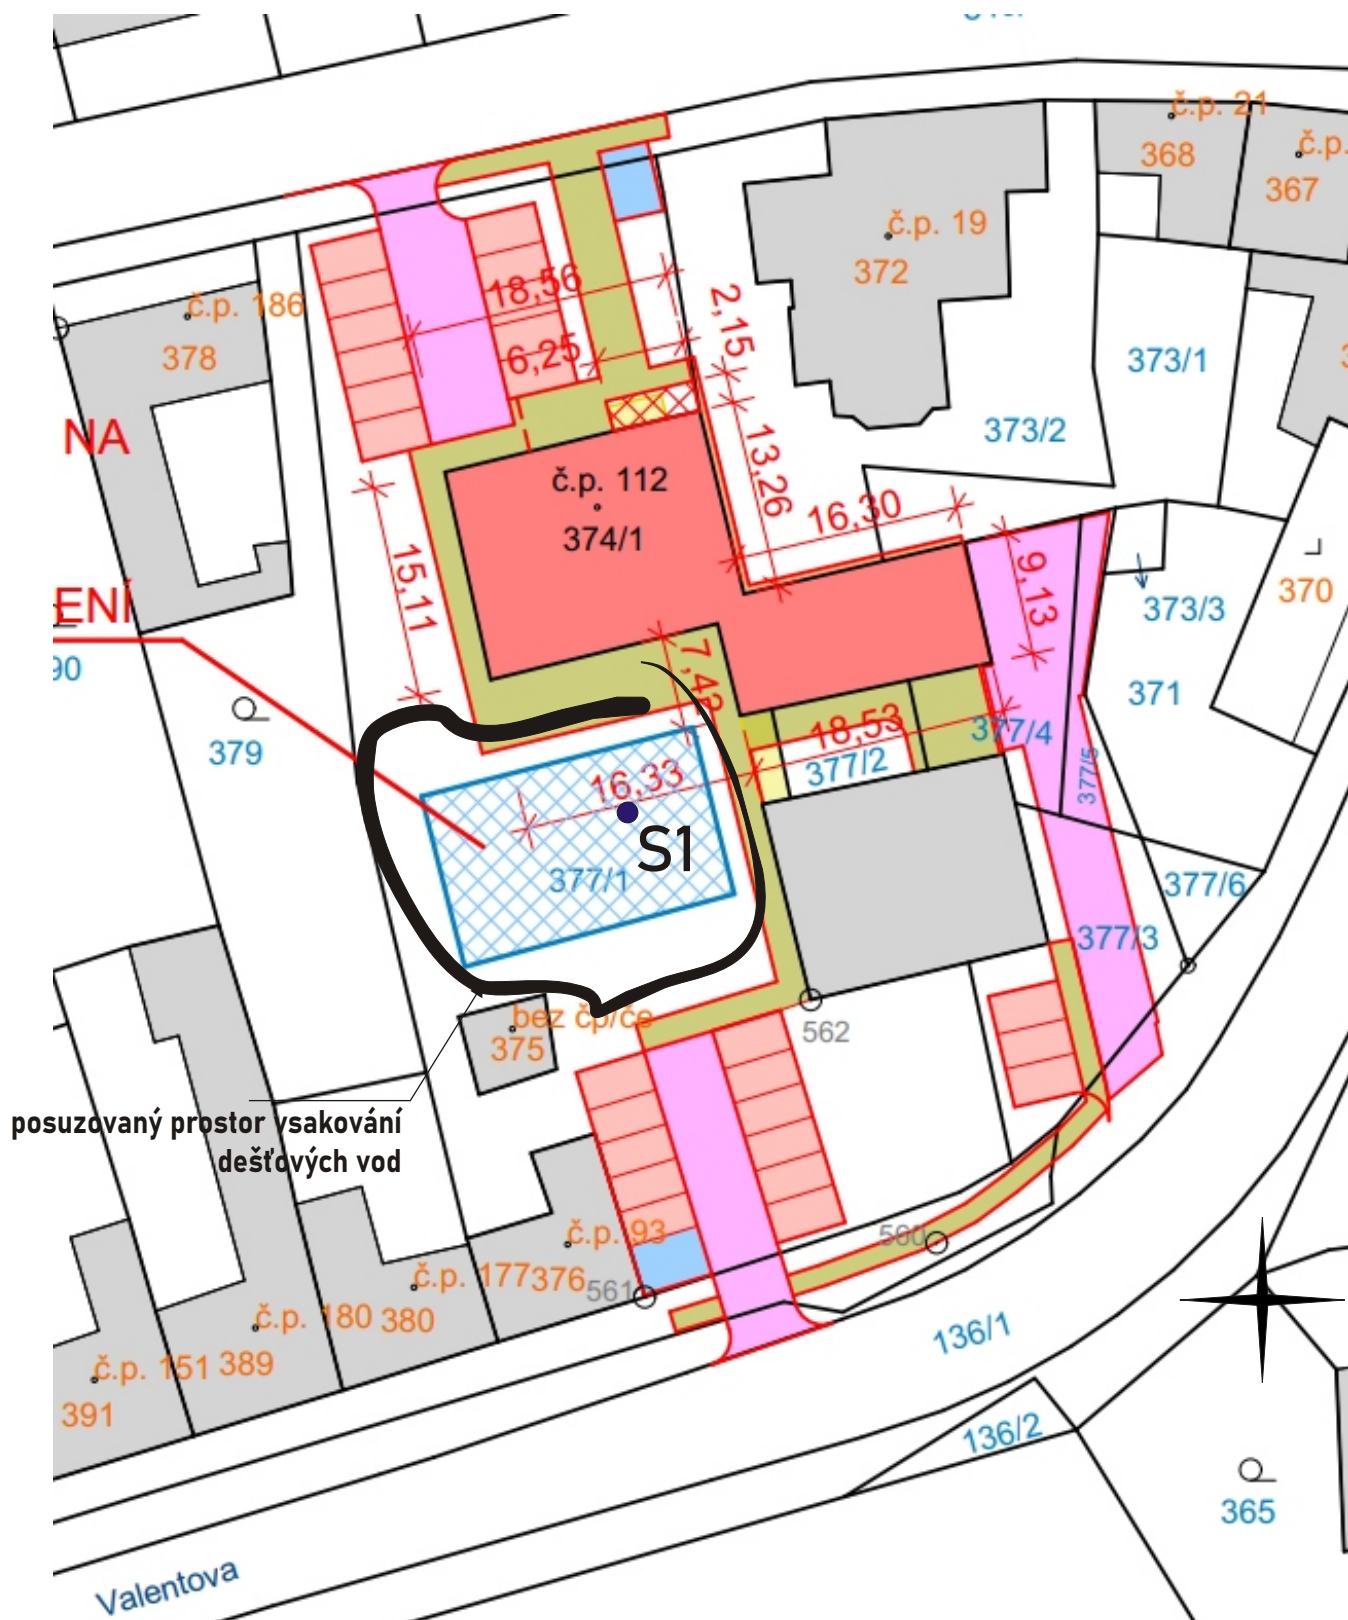 č.p. 21
368
č.p.
367
č.p. 19
372
č.p. 186
378
18,56
2,15
6,25
373/1
373/2
NA
č.p. 112
374/1
13,26
16,30
15,11
9,13
373/3
370
ENÍ
90
7,42
371
379
18,53
377/4
377/2
377/5
16,33
S1
377/1
377/6
377/3
bez čp/če
375
562
posuzovaný prostor vsakování
dešťových vod
č.p. 93
376
560
561
č.p. 177
380
č.p. 180
389
č.p. 151
391
136/1
136/2
365
Valentova